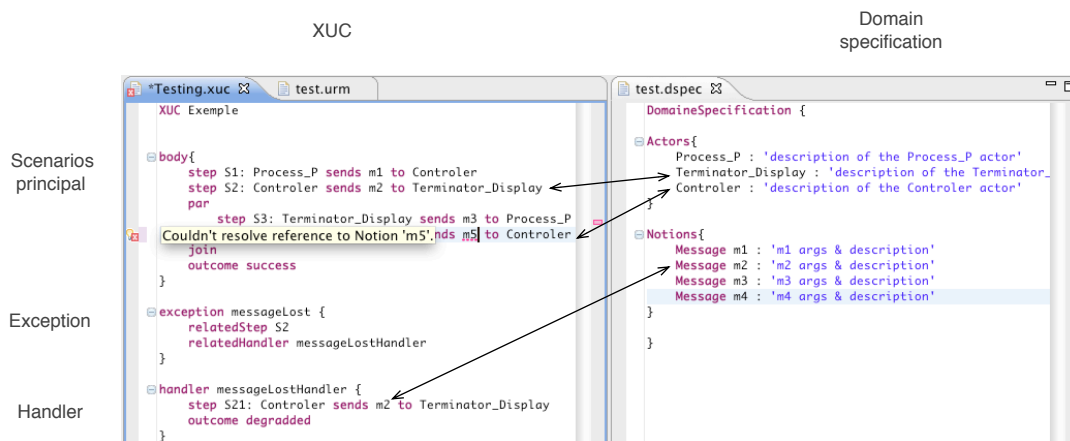 XUC
Domain
specification
*Testing.xuc
test.urm
test.dspec
Scenarios
principal
Exception
Handler
XUC Exemple
body{
step S1: Process_P sends m1 to Controler
step S2: Controler sends m2 to Terminator_Display
par
step S3: Terminator_Display sends m3 to Process_P
Couldn't resolve reference to Notion 'm5'. nds m5 to Controler
join
outcome success
}
exception messageLost {
relatedStep S2
relatedHandler messageLostHandler
}
handler messageLostHandler {
step S21: Controler sends m2 to Terminator_Display
outcome degradded
}
DomaineSpecification {
Actors{
Process_P : 'description of the Process_P actor'
Terminator_Display : 'description of the Terminator_
Controler : 'description of the Controler actor'
}
Notions{
Message m1 : 'm1 args & description'
Message m2 : 'm2 args & description'
Message m3 : 'm3 args & description'
Message m4 : 'm4 args & description'
}
}